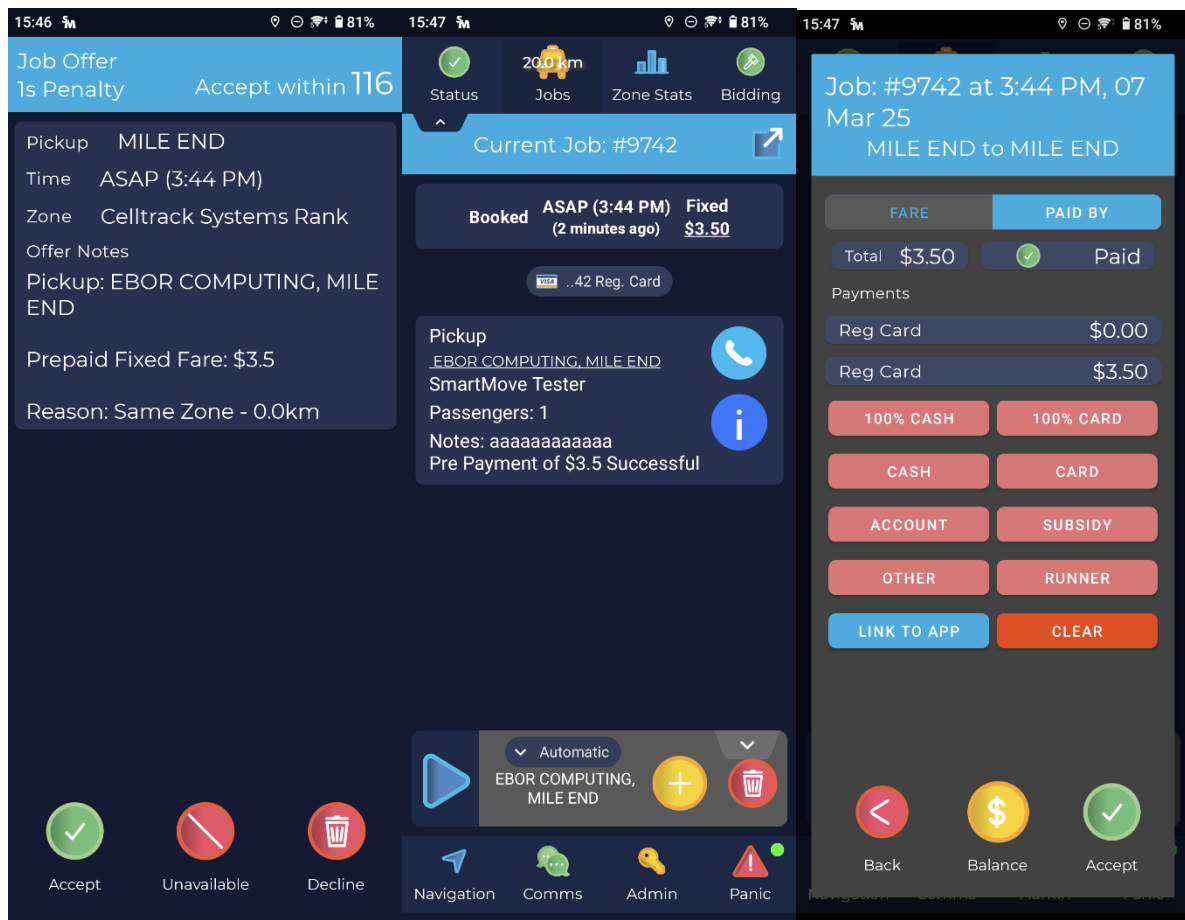 15:46 SM 81%
Job Offer
1s Penalty Accept within 116
Pickup MILE END
Time ASAP (3:44 PM)
Zone Celltrack Systems Rank
Offer Notes
Pickup: EBOR COMPUTING, MILE
END
Prepaid Fixed Fare: $3.5
Reason: Same Zone - 0.0km
Accept Unavailable Decline
15:47 SM 81%
20.0 km
Status Jobs Zone Stats Bidding
Current Job: #9742
Booked ASAP (3:44 PM) Fixed
(2 minutes ago) $3.50
VISA ..42 Reg. Card
Pickup
EBOR COMPUTING, MILE END
SmartMove Tester
Passengers: 1
Notes: aaaaaaaaaaaa
Pre Payment of $3.5 Successful
Automatic
EBOR COMPUTING,
MILE END
Navigation Comms Admin Panic
15:47 SM 81%
Job: #9742 at 3:44 PM, 07
Mar 25
MILE END to MILE END
FARE PAID BY
Total $3.50 Paid
Payments
Reg Card $0.00
Reg Card $3.50
100% CASH 100% CARD
CASH CARD
ACCOUNT SUBSIDY
OTHER RUNNER
LINK TO APP CLEAR
$
Back Balance Accept